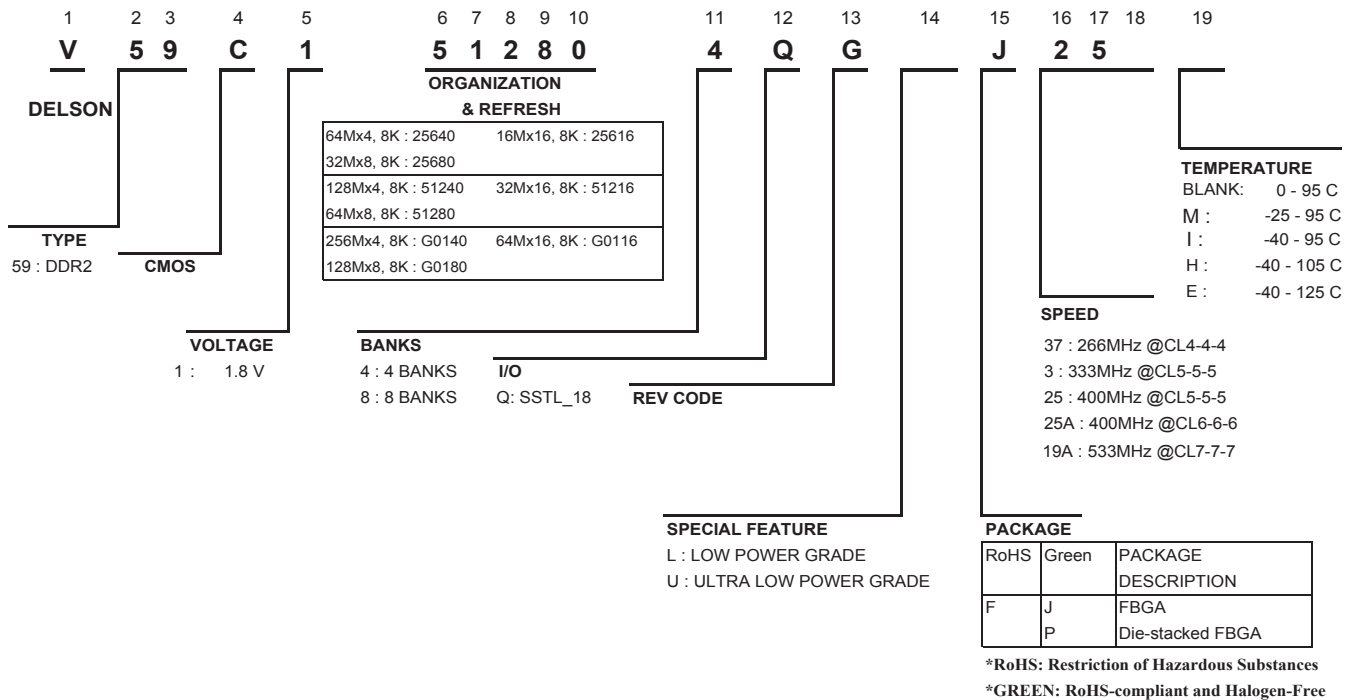 1 2 3 4 5 6 7 8 9 10 11 12 13 14 15 16 17 18 19
V 5 9 C 1 5 1 2 8 0 4 Q G J 2 5
DELSON
ORGANIZATION
& REFRESH
64Mx4, 8K : 25640 16Mx16, 8K : 25616
32Mx8, 8K : 25680
128Mx4, 8K : 51240 32Mx16, 8K : 51216
64Mx8, 8K : 51280
256Mx4, 8K : G0140 64Mx16, 8K : G0116
128Mx8, 8K : G0180
TYPE
59 : DDR2
CMOS
VOLTAGE
1 : 1.8 V
BANKS
4 : 4 BANKS
8 : 8 BANKS
I/O
Q: SSTL_18
REV CODE
TEMPERATURE
BLANK: 0 - 95 C
M : -25 - 95 C
I : -40 - 95 C
H : -40 - 105 C
E : -40 - 125 C
SPEED
37 : 266MHz @CL4-4-4
3 : 333MHz @CL5-5-5
25 : 400MHz @CL5-5-5
25A : 400MHz @CL6-6-6
19A : 533MHz @CL7-7-7
SPECIAL FEATURE
L : LOW POWER GRADE
U : ULTRA LOW POWER GRADE
PACKAGE
RoHS Green PACKAGE
DESCRIPTION
F J FBGA
P Die-stacked FBGA
*RoHS: Restriction of Hazardous Substances
*GREEN: RoHS-compliant and Halogen-Free